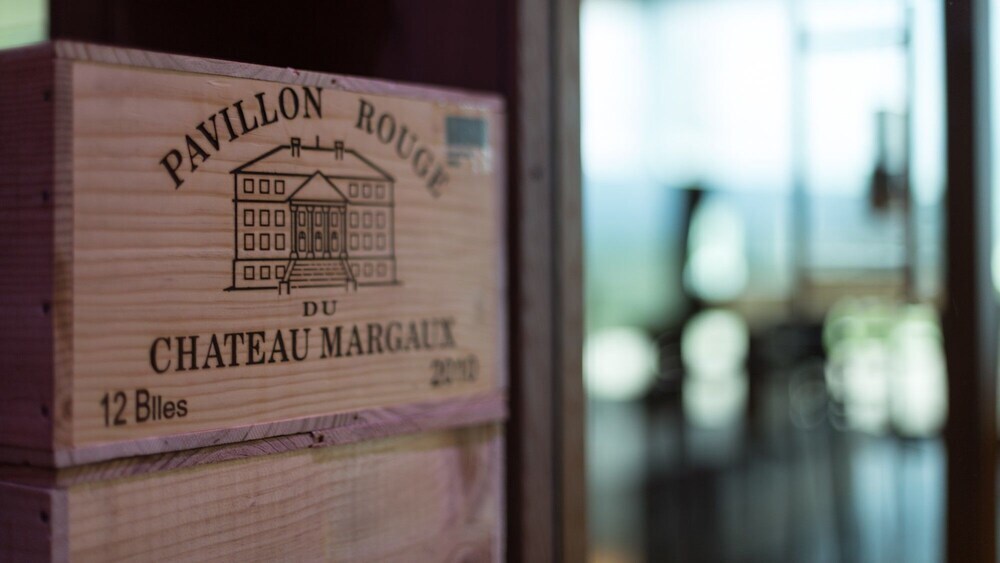 PAVILLON ROUGE
DU
CHATEAU MARGAUX
2010
12 Blles